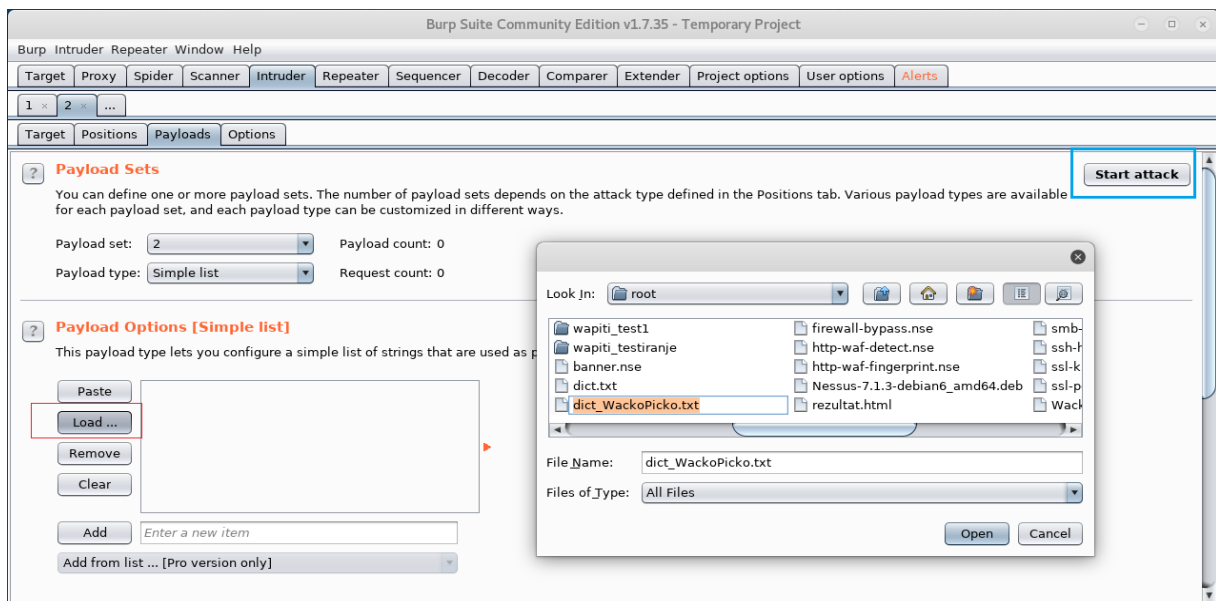 Burp Suite Community Edition v1.7.35 - Temporary Project
Burp Intruder Repeater Window Help
Target Proxy Spider Scanner Intruder Repeater Sequencer Decoder Comparer Extender Project options User options Alerts
1 × 2 × ...
Target Positions Payloads Options
? Payload Sets
Start attack
You can define one or more payload sets. The number of payload sets depends on the attack type defined in the Positions tab. Various payload types are available
for each payload set, and each payload type can be customized in different ways.
Payload set: 2 Payload count: 0
Payload type: Simple list Request count: 0
? Payload Options [Simple list]
This payload type lets you configure a simple list of strings that are used as p
Paste
Load ...
Remove
Clear
Add Enter a new item
Add from list ... [Pro version only]
Look In: root
wapiti_test1 firewall-bypass.nse smb-
wapiti_testiranje http-waf-detect.nse ssh-h
banner.nse http-waf-fingerprint.nse ssl-k
dict.txt Nessus-7.1.3-debian6_amd64.deb ssl-p
dict_WackoPicko.txt rezultat.html Wack
File Name: dict_WackoPicko.txt
Files of Type: All Files
Open Cancel